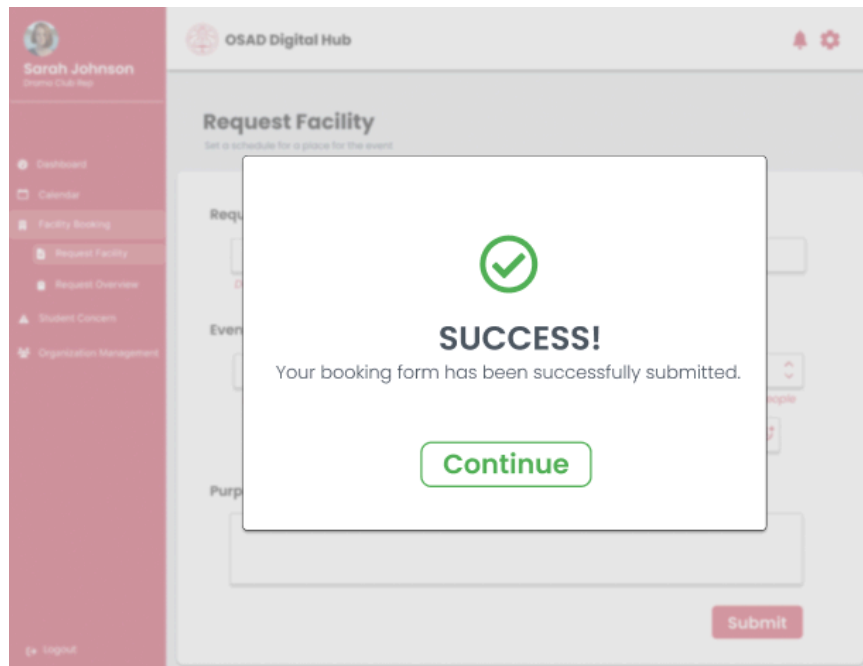 Sarah Johnson
Drama Club Rep
Dashboard
Calendar
Facility Booking
Request Facility
Request Overview
Student Concern
Organization Management
Logout
OSAD Digital Hub
Request Facility
Set a schedule for a place for the event
Requ
Even
eople
Purp
Submit
SUCCESS!
Your booking form has been successfully submitted.
Continue